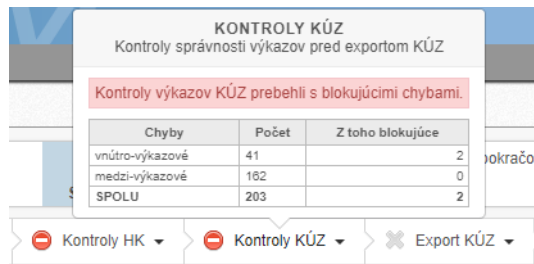 KONTROLY KÚZ
Kontroly správnosti výkazov pred exportom KÚZ
Kontroly výkazov KÚZ prebehli s blokujúcimi chybami.
Chyby Počet Z toho blokujúce
vnútro-výkazové 41 2
medzi-výkazové 162 0
SPOLU 203 2
Kontroly HK Kontroly KÚZ Export KÚZ